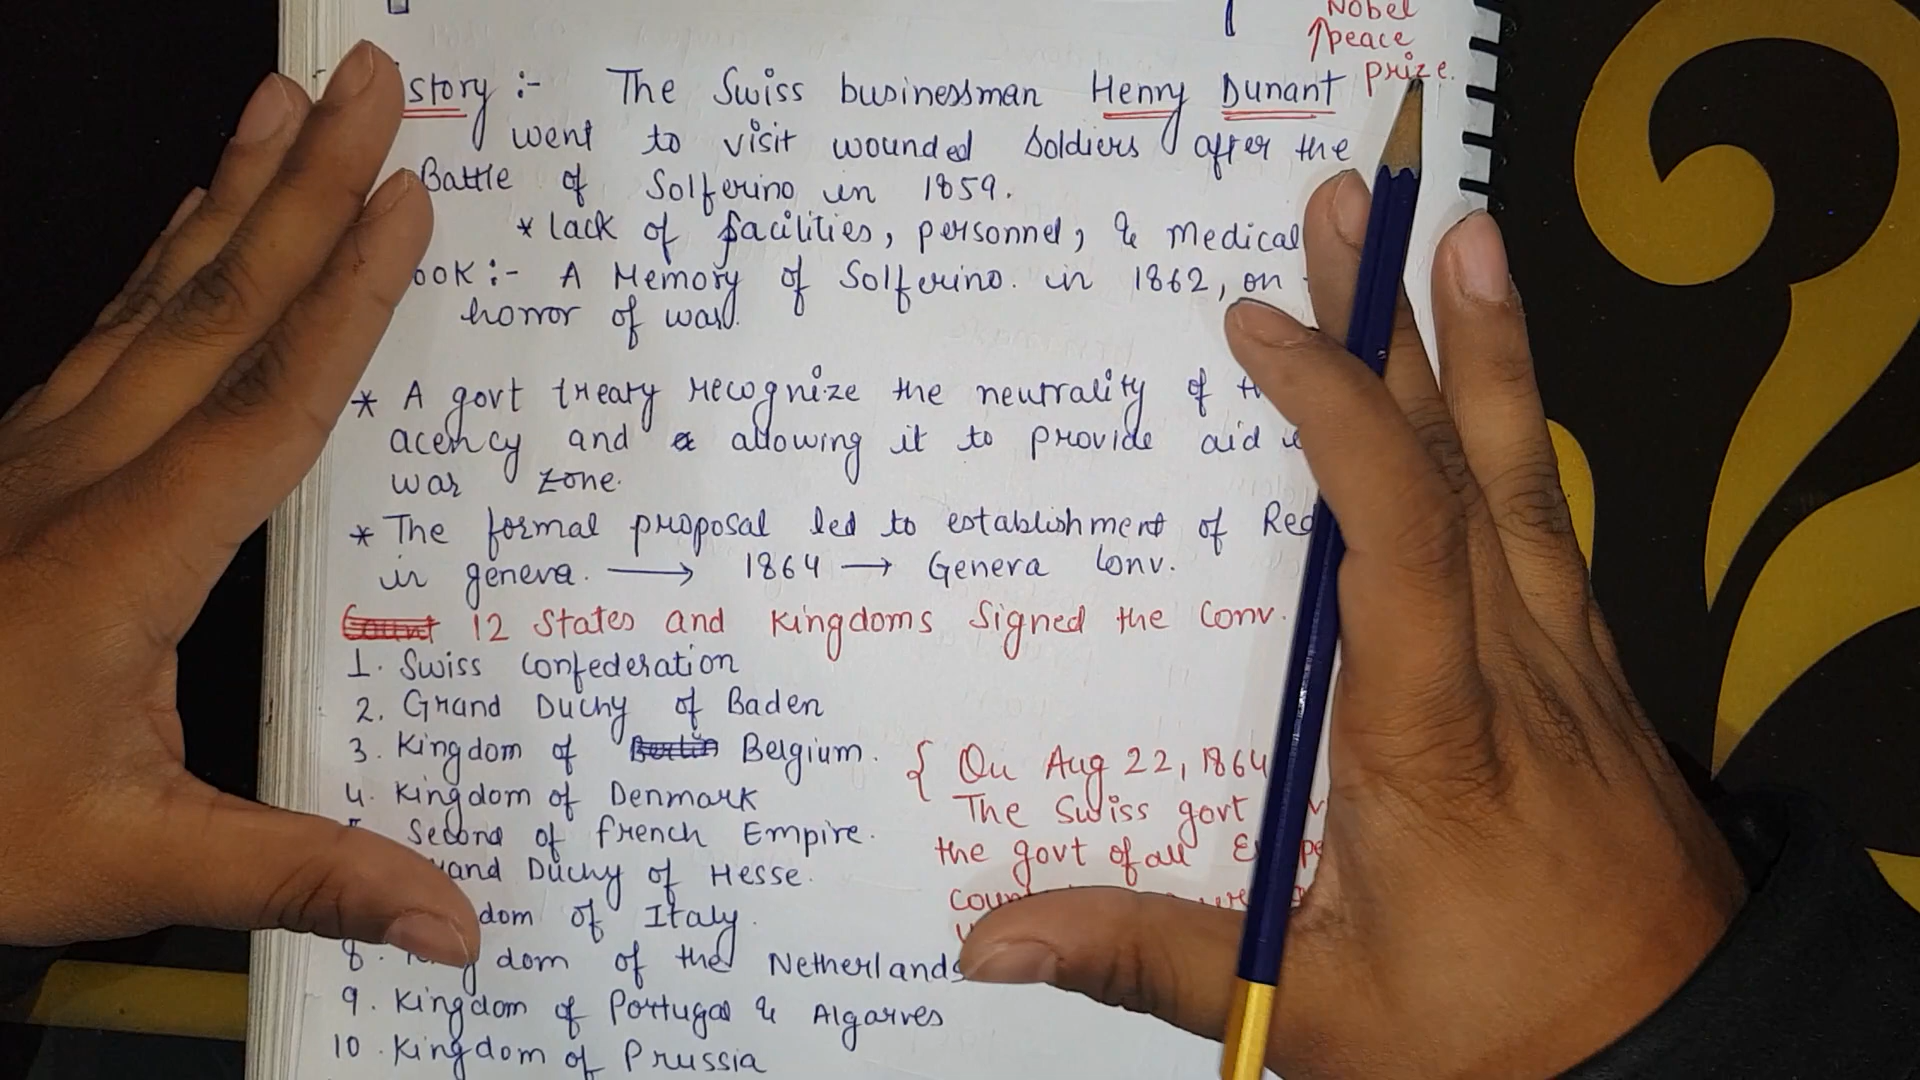 Nobel
peace
prize.
story :- The Swiss businessman Henry Dunant
went to visit wounded Soldiers after the
Battle of Solferino in 1859.
* lack of facilities, personnel, & medical
ook :- A Memory of Solferino. in 1862, on
horror of war.
* A govt treaty recognize the neutrality of
acency and allowing it to provide aid
war zone.
* The formal proposal led to establishment of Red
in geneva. → 1864 → Geneva Conv.
12 States and Kingdoms Signed the Conv.
1. Swiss Confederation
2. Grand Duchy of Baden
3. Kingdom of Belgium.
4. Kingdom of Denmark
Second of french Empire.
and Duchy of Hesse.
dom of Italy.
8. dom of the Netherlands
9. Kingdom of Portugal & Algarves
10. Kingdom of Prussia
{ On Aug 22, 1864
The Swiss govt
the govt of all